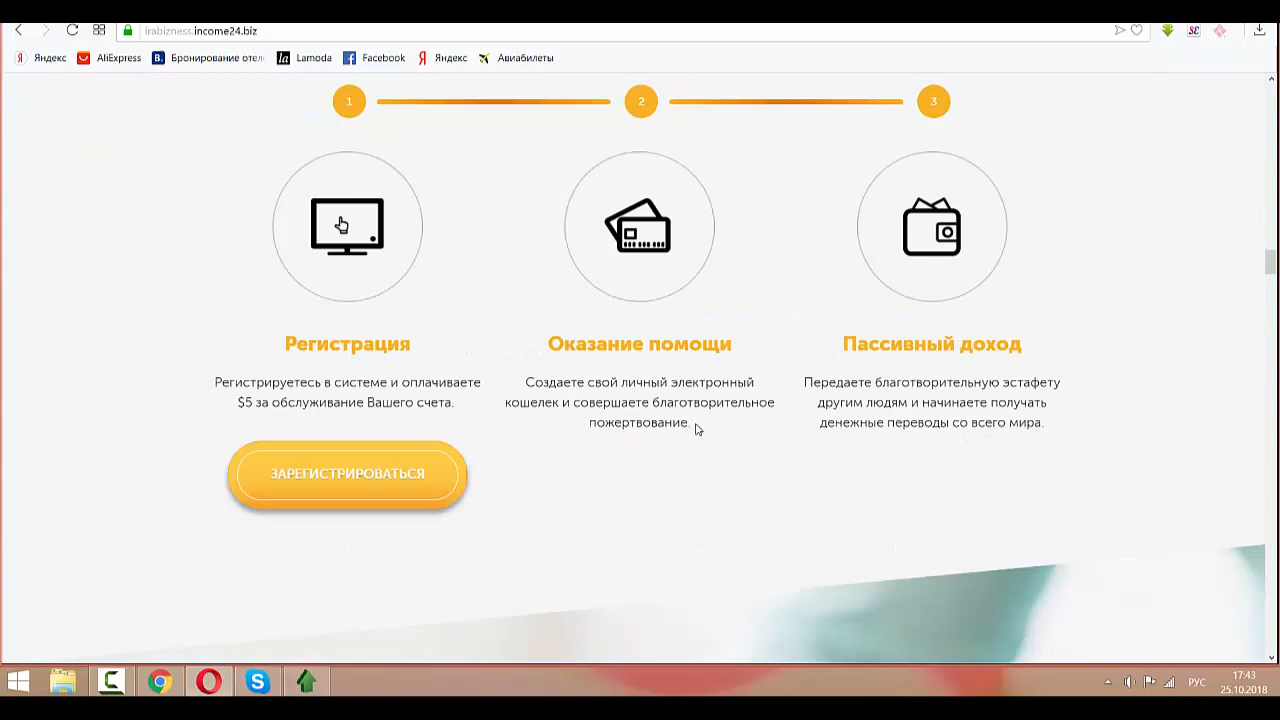 irabizness.income24.biz
Яндекс AliExpress Бронирование отел Lamoda Facebook Яндекс Авиабилеты
1 2 3
Регистрация
Регистрируетесь в системе и оплачиваете
$5 за обслуживание Вашего счета.
ЗАРЕГИСТРИРОВАТЬСЯ
Оказание помощи
Создаете свой личный электронный
кошелек и совершаете благотворительное
пожертвование.
Пассивный доход
Передаете благотворительную эстафету
другим людям и начинаете получать
денежные переводы со всего мира.
РУС
17:43
25.10.2018